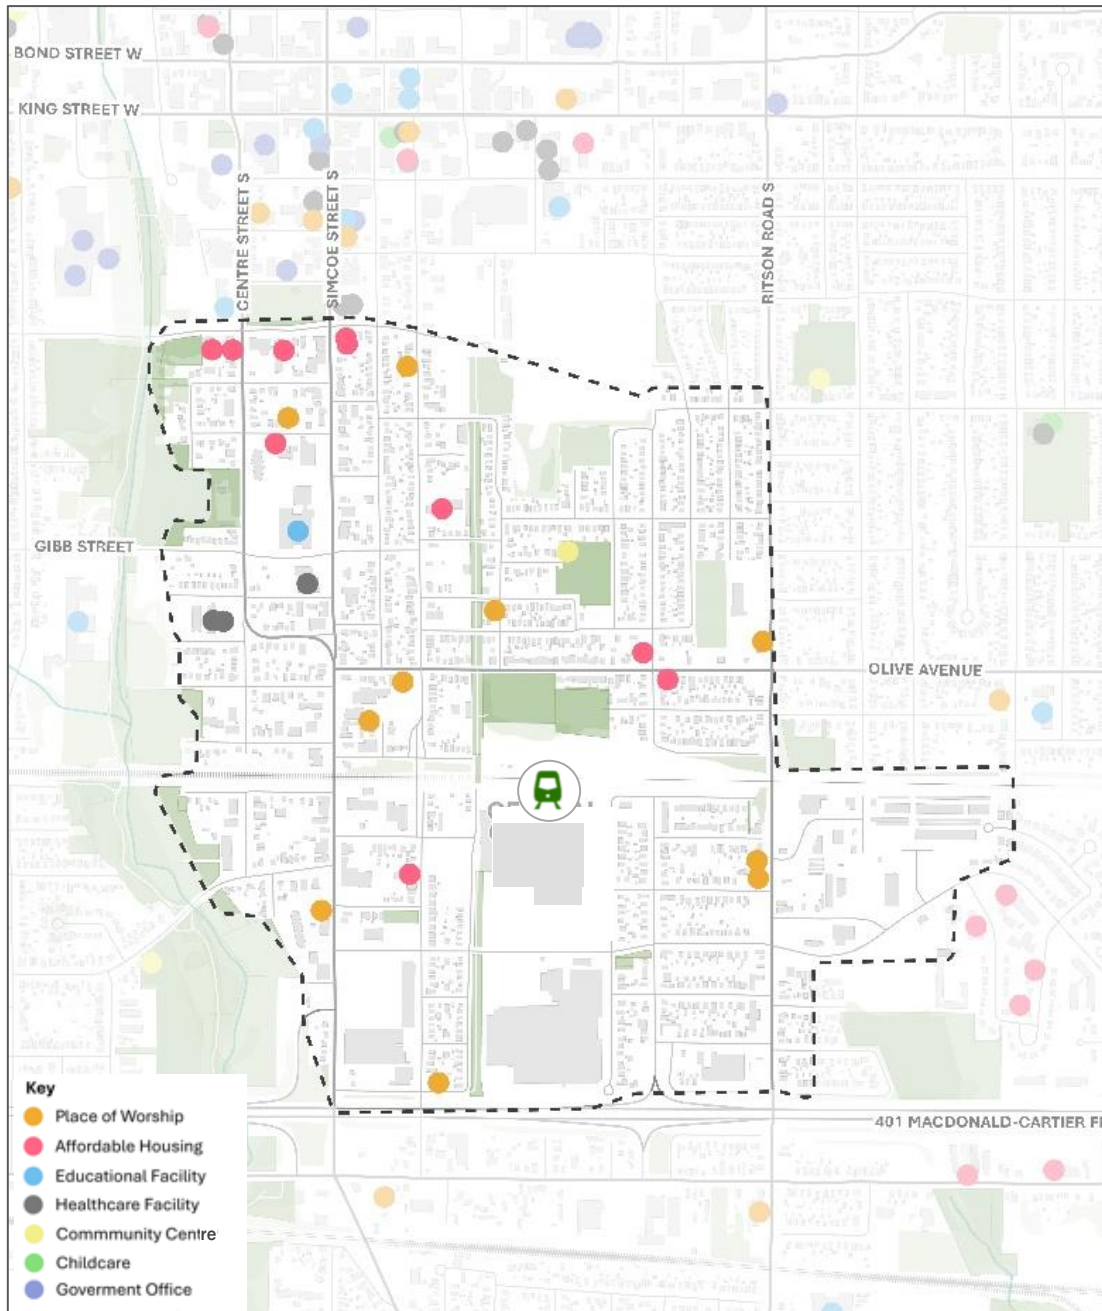 BOND STREET W
KING STREET W
CENTRE STREET S
SIMCOE STREET S
RITSON ROAD S
GIBB STREET
OLIVE AVENUE
401 MACDONALD-CARTIER F
Key
Place of Worship
Affordable Housing
Educational Facility
Healthcare Facility
Commmunity Centre
Childcare
Goverment Office